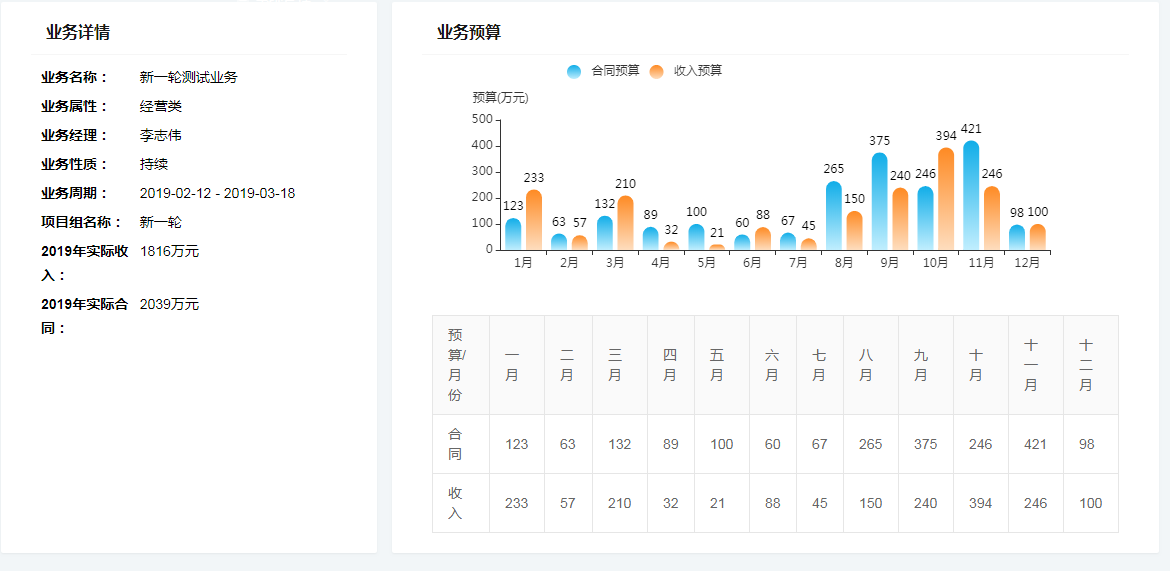 业务详情
业务名称： 新一轮测试业务
业务属性： 经营类
业务经理： 李志伟
业务性质： 持续
业务周期： 2019-02-12 - 2019-03-18
项目组名称： 新一轮
2019年实际收 1816万元
入：
2019年实际合 2039万元
同：
业务预算
合同预算 收入预算
预算(万元)
500
400
300
200
100
0
123 233 63 57 132 210 89 32 100 21 60 88 67 45 265 150 375 240 246 394 421 246 98 100
1月 2月 3月 4月 5月 6月 7月 8月 9月 10月 11月 12月
预
算/
月
份
一
月
二
月
三
月
四
月
五
月
六
月
七
月
八
月
九
月
十
月
十
一
月
十
二
月
合
同
123 63 132 89 100 60 67 265 375 246 421 98
收
入
233 57 210 32 21 88 45 150 240 394 246 100